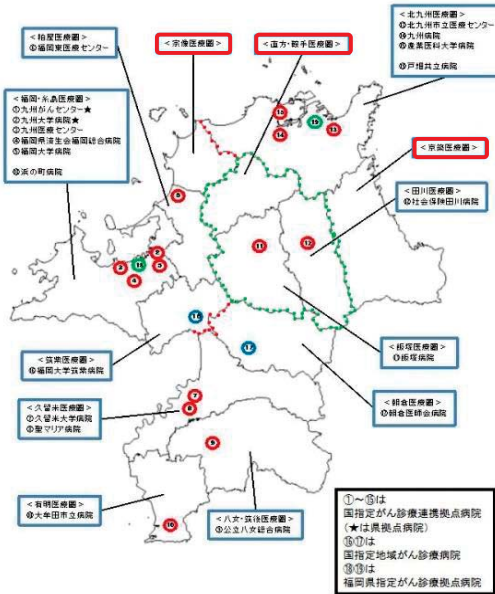 <粕屋医療圏>
⑥福岡東医療センター
<宗像医療圏>
<直方・鞍手医療圏>
<北九州医療圏>
⑬北九州市立医療センター
⑭九州病院
⑮産業医科大学病院
⑲戸畑共立病院
<福岡・糸島医療圏>
①九州がんセンター★
②九州大学病院★
③九州医療センター
④福岡県済生会福岡総合病院
⑤福岡大学病院
⑱浜の町病院
<京築医療圏>
<田川医療圏>
⑫社会保険田川病院
<筑紫医療圏>
⑯福岡大学筑紫病院
<飯塚医療圏>
⑪飯塚病院
<朝倉医療圏>
⑰朝倉医師会病院
<久留米医療圏>
⑦久留米大学病院
⑧聖マリア病院
<有明医療圏>
⑩大牟田市立病院
<八女・筑後医療圏>
⑨公立八女総合病院
①~⑮は
国指定がん診療連携拠点病院
(★は県拠点病院)
⑯⑰は
国指定地域がん診療病院
⑱⑲は
福岡県指定がん診療拠点病院